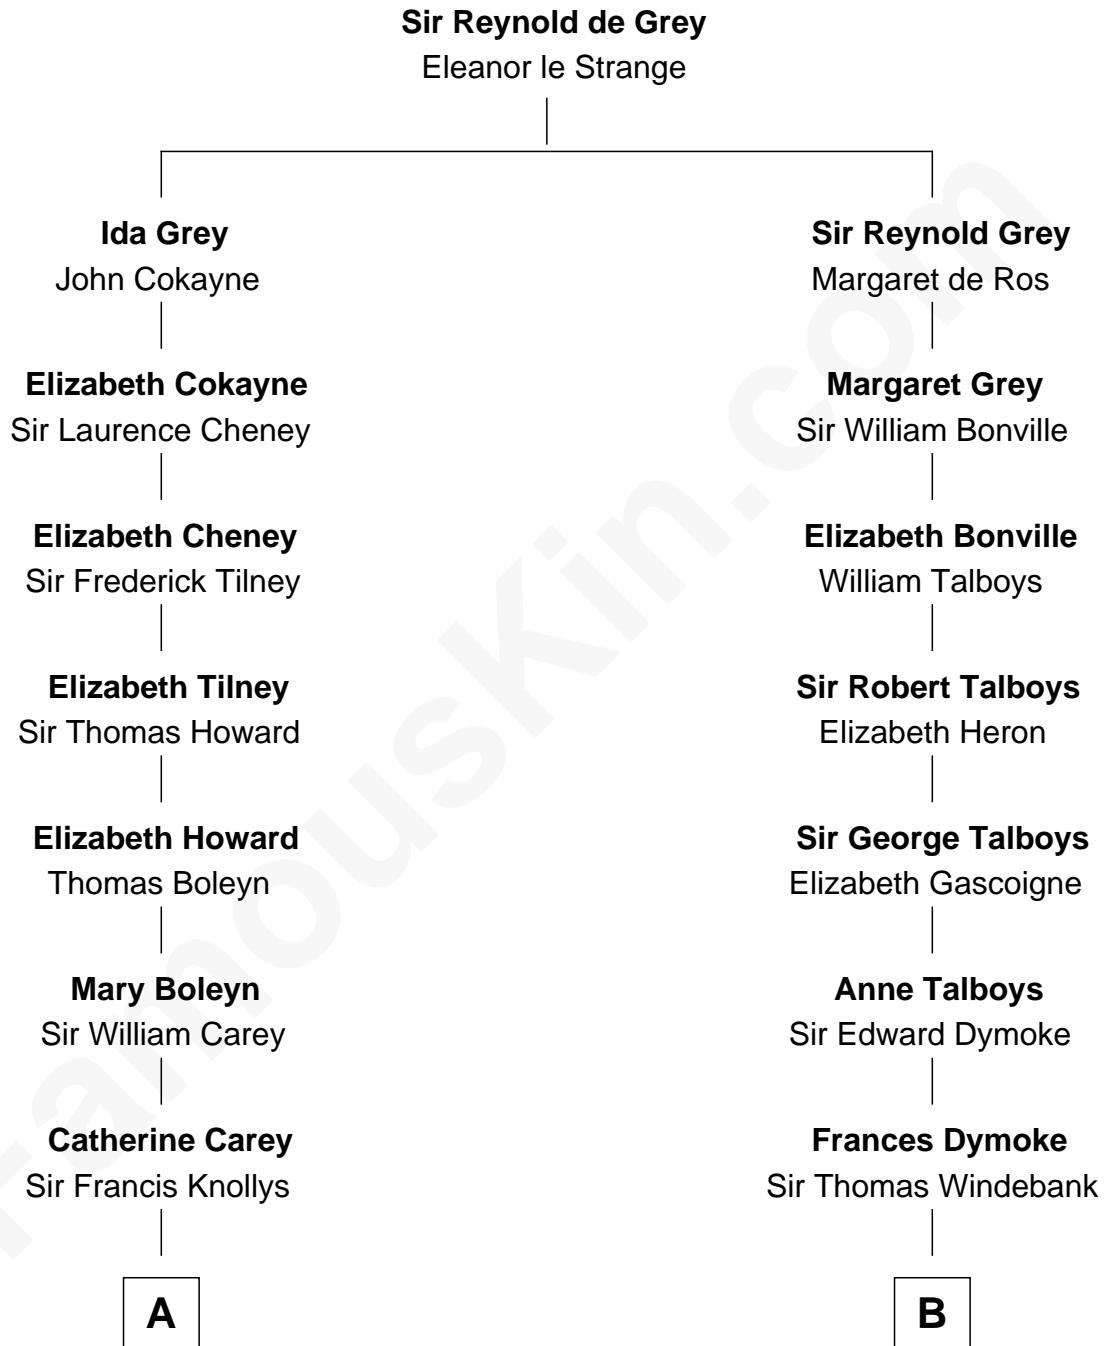 Sir Reynold de Grey
Eleanor le Strange
Ida Grey
John Cokayne
Sir Reynold Grey
Margaret de Ros
Elizabeth Cokayne
Sir Laurence Cheney
Margaret Grey
Sir William Bonville
Elizabeth Cheney
Sir Frederick Tilney
Elizabeth Bonville
William Talboys
Elizabeth Tilney
Sir Thomas Howard
Sir Robert Talboys
Elizabeth Heron
Elizabeth Howard
Thomas Boleyn
Sir George Talboys
Elizabeth Gascoigne
Mary Boleyn
Sir William Carey
Anne Talboys
Sir Edward Dymoke
Catherine Carey
Sir Francis Knollys
Frances Dymoke
Sir Thomas Windebank
A
B
FamousKin.com